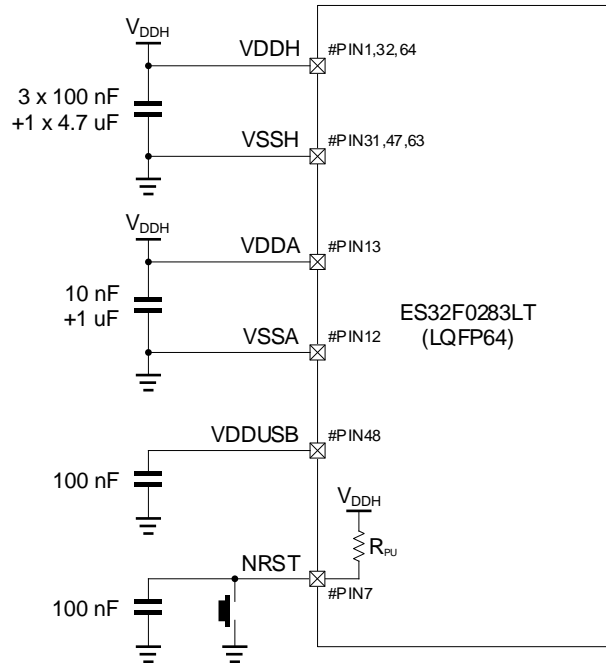 VDDH
VDDH
#PIN1,32,64
3 x 100 nF
+1 x 4.7 uF
VSSH
#PIN31,47,63
VDDH
VDDA
#PIN13
10 nF
+1 uF
ES32F0283LT
(LQFP64)
VSSA
#PIN12
VDDUSB
#PIN48
100 nF
VDDH
RPU
NRST
#PIN7
100 nF